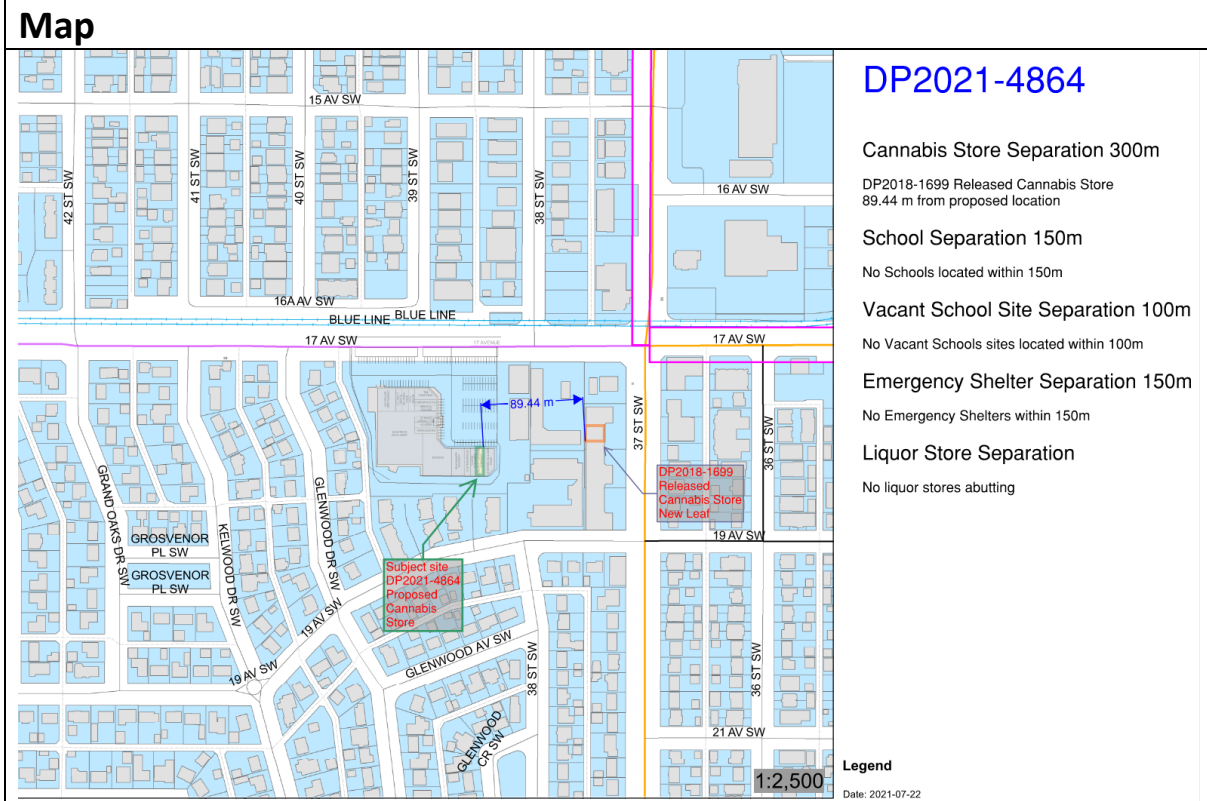 Map
DP2021-4864
Cannabis Store Separation 300m
DP2018-1699 Released Cannabis Store
89.44 m from proposed location
School Separation 150m
No Schools located within 150m
Vacant School Site Separation 100m
No Vacant Schools sites located within 100m
Emergency Shelter Separation 150m
No Emergency Shelters within 150m
Liquor Store Separation
No liquor stores abutting
15 AV SW
42 ST SW
41 ST SW
40 ST SW
39 ST SW
38 ST SW
16 AV SW
16A AV SW
BLUE LINE
BLUE LINE
17 AV SW
17 AVENUE
17 AV SW
89.44 m
37 ST SW
36 ST SW
DP2018-1699
Released
Cannabis Store
New Leaf
GRAND OAKS DR SW
KELWOOD DR SW
GLENWOOD DR SW
GROSVENOR
PL SW
GROSVENOR
PL SW
19 AV SW
Subject site
DP2021-4864
Proposed
Cannabis
Store
19 AV SW
19 AV SW
GLENWOOD AV SW
38 ST SW
36 ST SW
GLENWOOD
CR SW
21 AV SW
1:2,500
Legend
Date: 2021-07-22